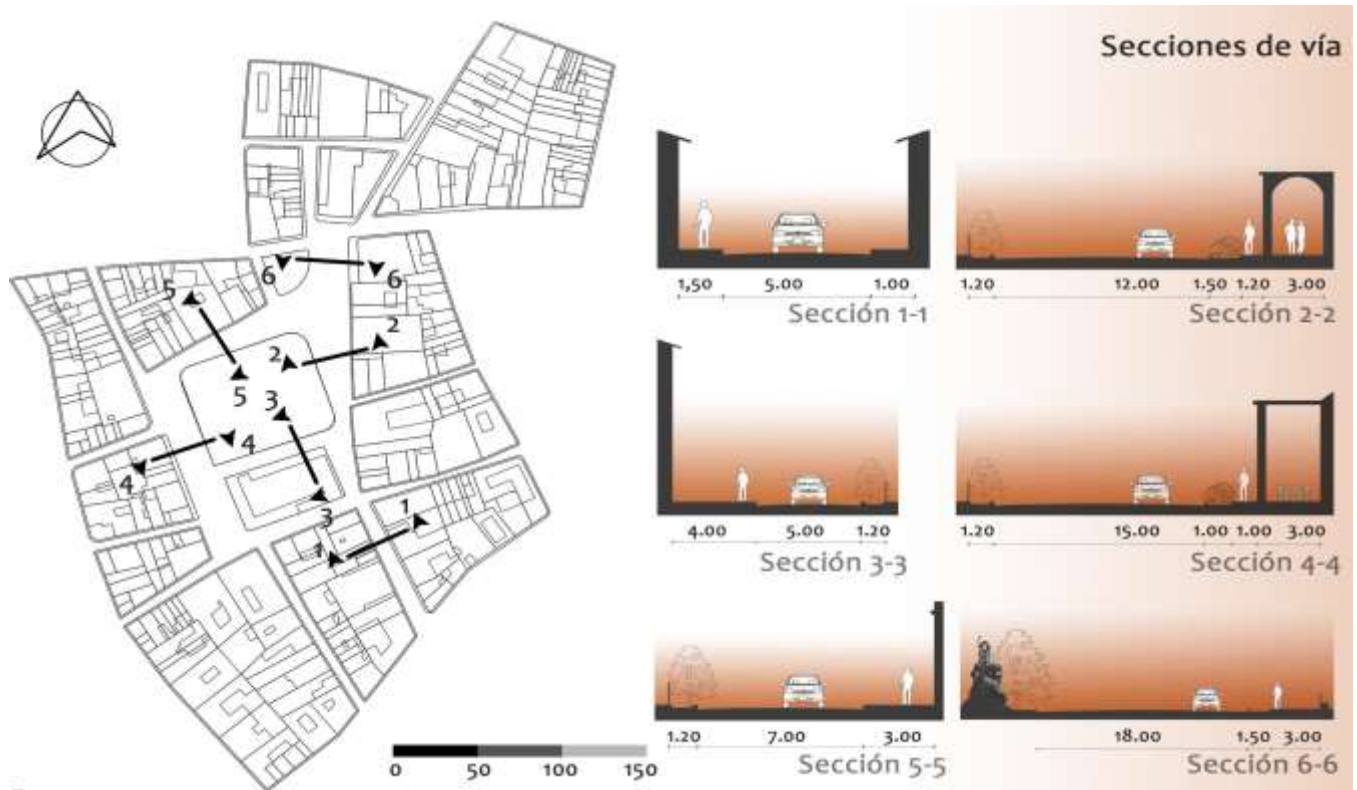 Secciones de vía
6
6
5
2
2
5
3
4
4
3
1
1
0 50 100 150
1,50 5.00 1.00
Sección 1-1
1.20 12.00 1.50 1.20 3.00
Sección 2-2
4.00 5.00 1.20
Sección 3-3
1.20 15.00 1.00 1.00 3.00
Sección 4-4
1.20 7.00 3.00
Sección 5-5
18.00 1.50 3.00
Sección 6-6